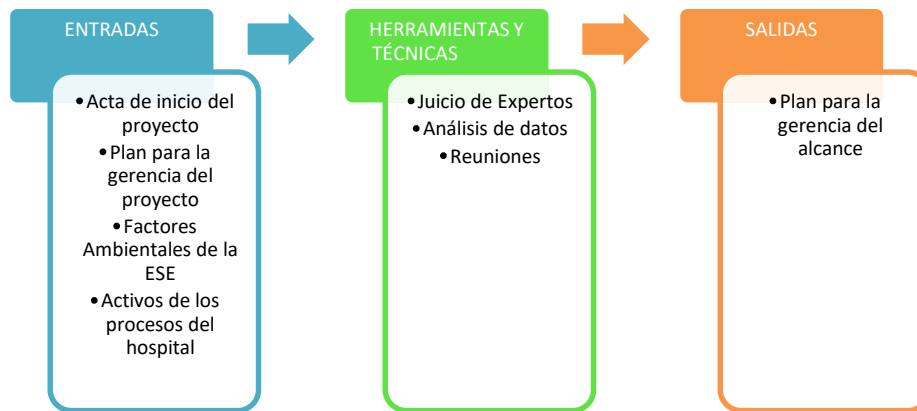 ENTRADAS
• Acta de inicio del
proyecto
• Plan para la
gerencia del
proyecto
• Factores
Ambientales de la
ESE
• Activos de los
procesos del
hospital
HERRAMIENTAS Y
TÉCNICAS
• Juicio de Expertos
• Análisis de datos
• Reuniones
SALIDAS
• Plan para la
gerencia del
alcance